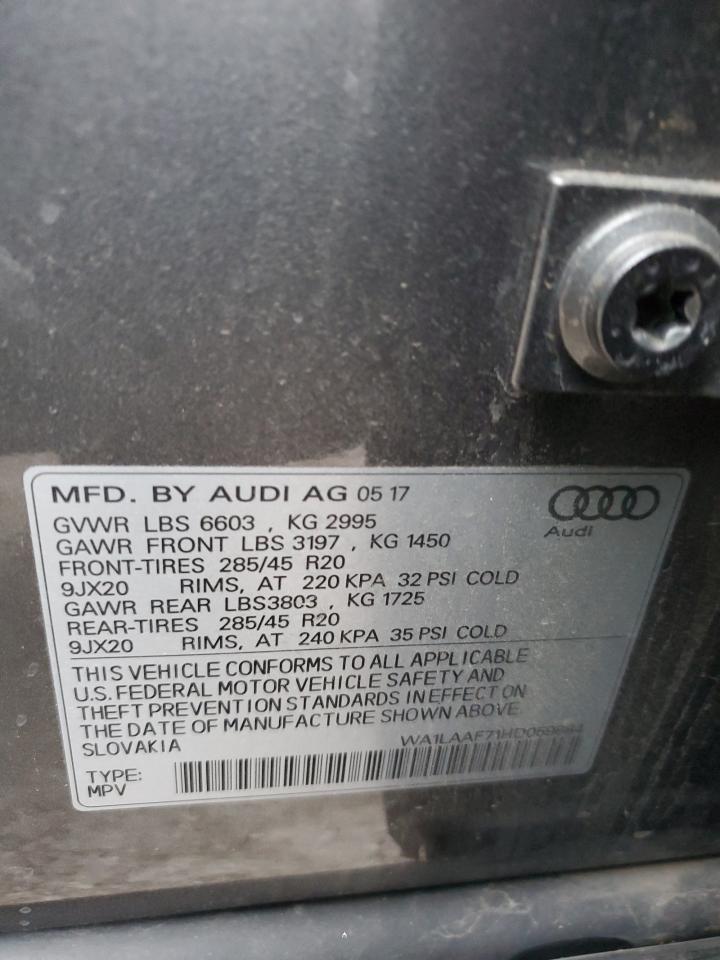 MFD. BY AUDI AG 05 17
Audi
GVWR LBS 6603 , KG 2995
GAWR FRONT LBS 3197 , KG 1450
FRONT-TIRES 285/45 R20
9JX20 RIMS, AT 220 KPA 32 PSI COLD
GAWR REAR LBS3803 , KG 1725
REAR-TIRES 285/45 R20
9JX20 RIMS, AT 240 KPA 35 PSI COLD
THIS VEHICLE CONFORMS TO ALL APPLICABLE
U.S. FEDERAL MOTOR VEHICLE SAFETY AND
THEFT PREVENTION STANDARDS IN EFFECT ON
THE DATE OF MANUFACTURE SHOWN ABOVE.
SLOVAKIA
TYPE:
MPV